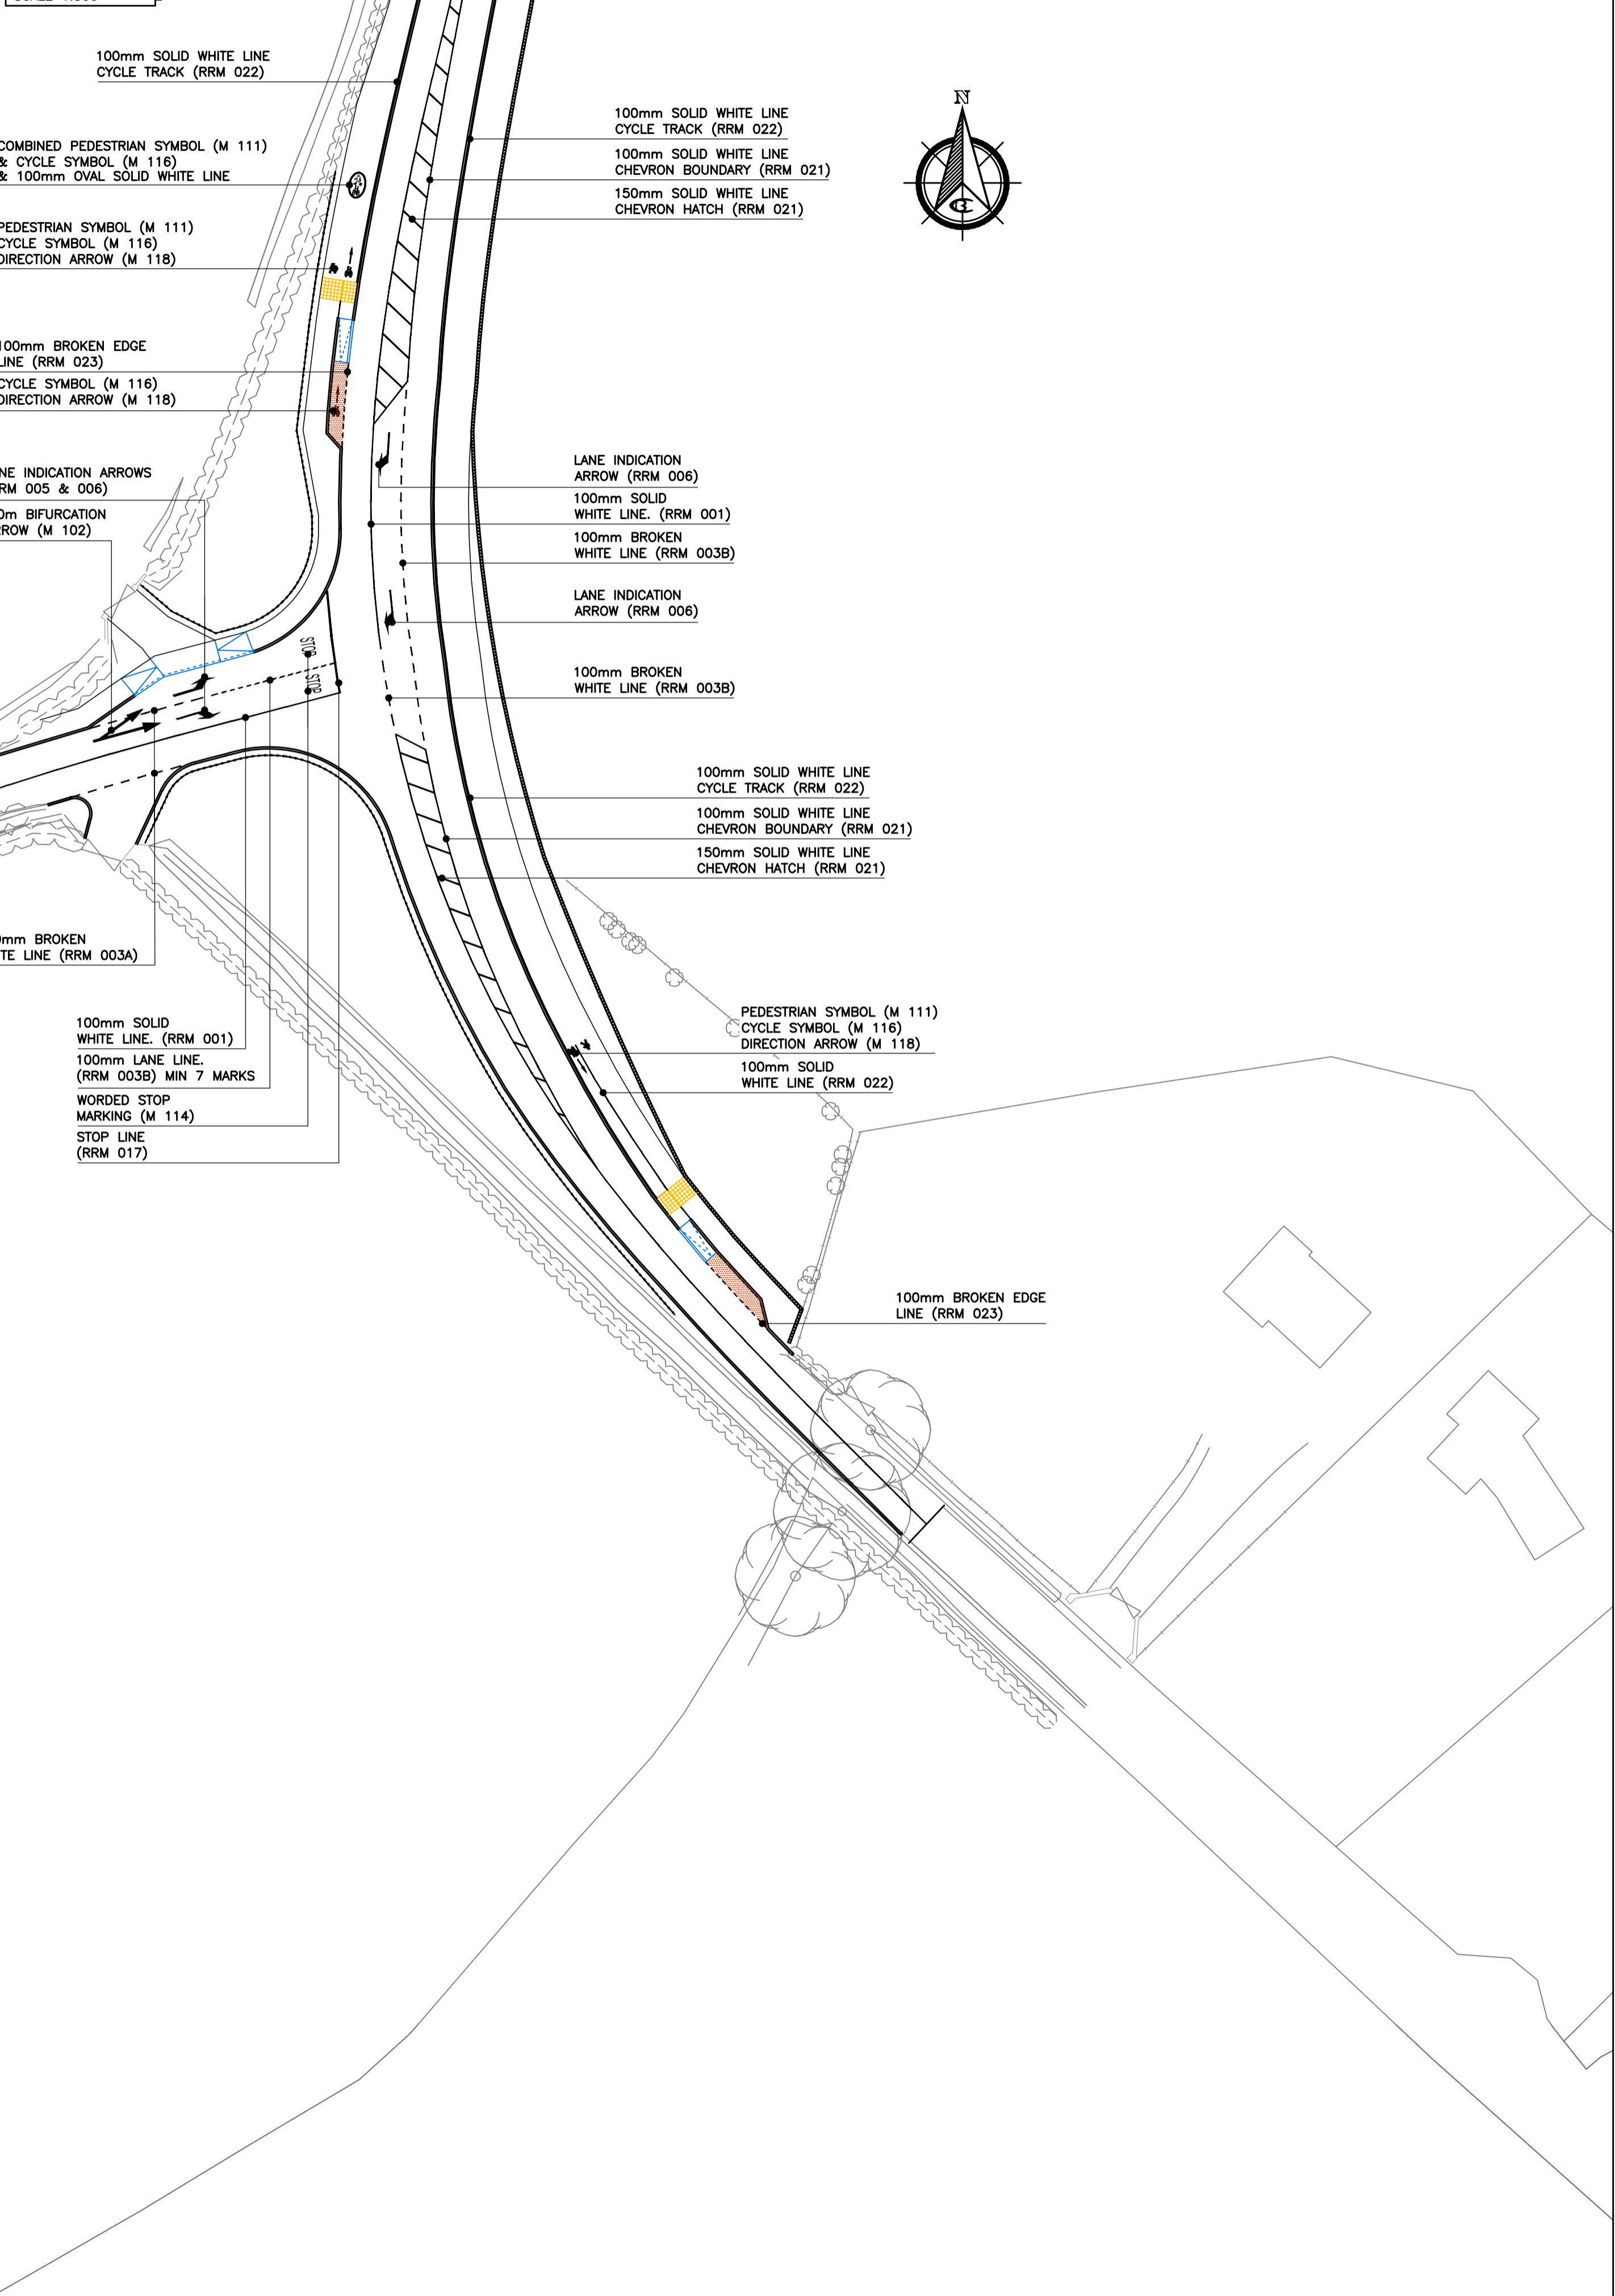 100mm SOLID WHITE LINE
CYCLE TRACK (RRM 022)
COMBINED PEDESTRIAN SYMBOL (M 111)
& CYCLE SYMBOL (M 116)
& 100mm OVAL SOLID WHITE LINE
PEDESTRIAN SYMBOL (M 111)
CYCLE SYMBOL (M 116)
DIRECTION ARROW (M 118)
100mm BROKEN EDGE
LINE (RRM 023)
CYCLE SYMBOL (M 116)
DIRECTION ARROW (M 118)
NE INDICATION ARROWS
RM 005 & 006)
0m BIFURCATION
RROW (M 102)
mm BROKEN
TE LINE (RRM 003A)
100mm SOLID
WHITE LINE. (RRM 001)
100mm LANE LINE.
(RRM 003B) MIN 7 MARKS
WORDED STOP
MARKING (M 114)
STOP LINE
(RRM 017)
STOP
STOP
N
100mm SOLID WHITE LINE
CYCLE TRACK (RRM 022)
100mm SOLID WHITE LINE
CHEVRON BOUNDARY (RRM 021)
150mm SOLID WHITE LINE
CHEVRON HATCH (RRM 021)
LANE INDICATION
ARROW (RRM 006)
100mm SOLID
WHITE LINE. (RRM 001)
100mm BROKEN
WHITE LINE (RRM 003B)
LANE INDICATION
ARROW (RRM 006)
100mm BROKEN
WHITE LINE (RRM 003B)
100mm SOLID WHITE LINE
CYCLE TRACK (RRM 022)
100mm SOLID WHITE LINE
CHEVRON BOUNDARY (RRM 021)
150mm SOLID WHITE LINE
CHEVRON HATCH (RRM 021)
PEDESTRIAN SYMBOL (M 111)
CYCLE SYMBOL (M 116)
DIRECTION ARROW (M 118)
100mm SOLID
WHITE LINE (RRM 022)
100mm BROKEN EDGE
LINE (RRM 023)